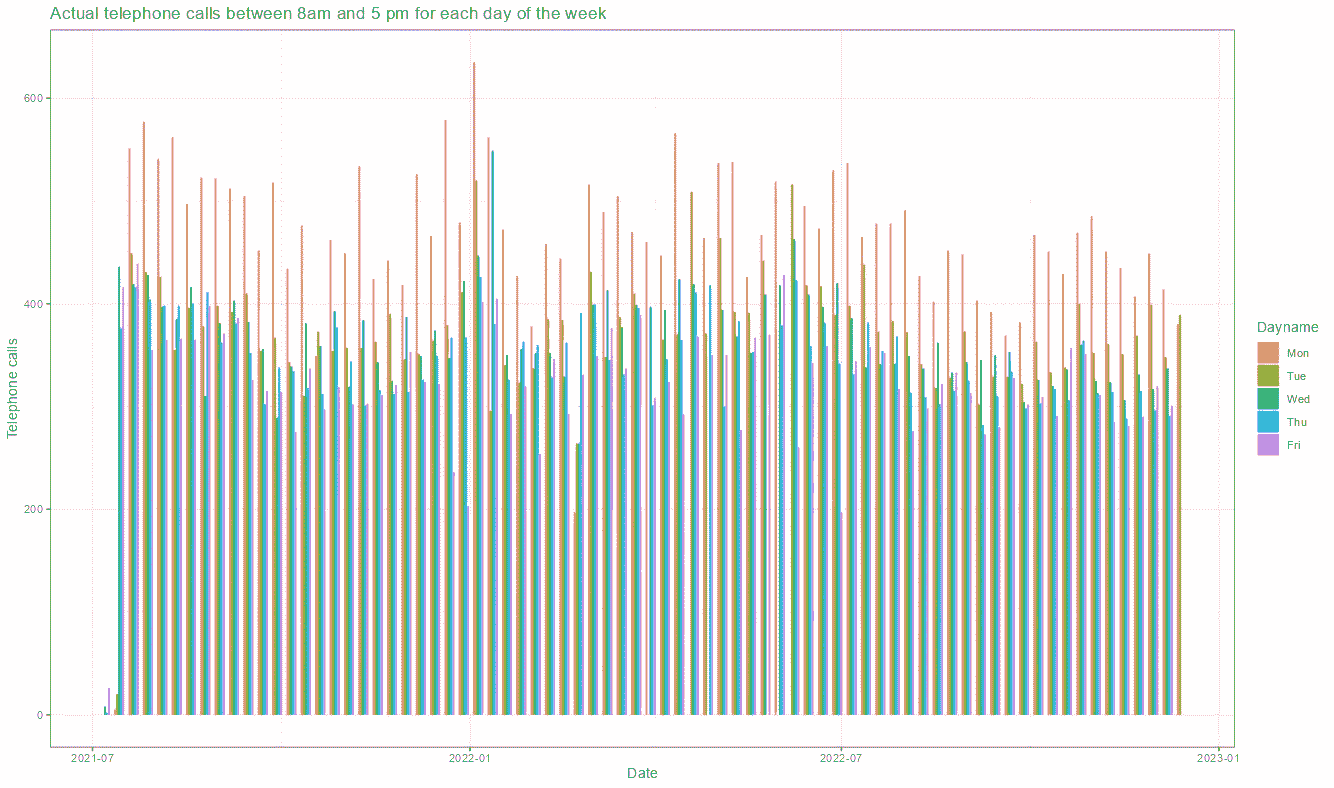 Actual telephone calls between 8am and 5 pm for each day of the week
Telephone calls
600
400
200
0
2021-07
2022-01
2022-07
2023-01
Date
Dayname
Mon
Tue
Wed
Thu
Fri